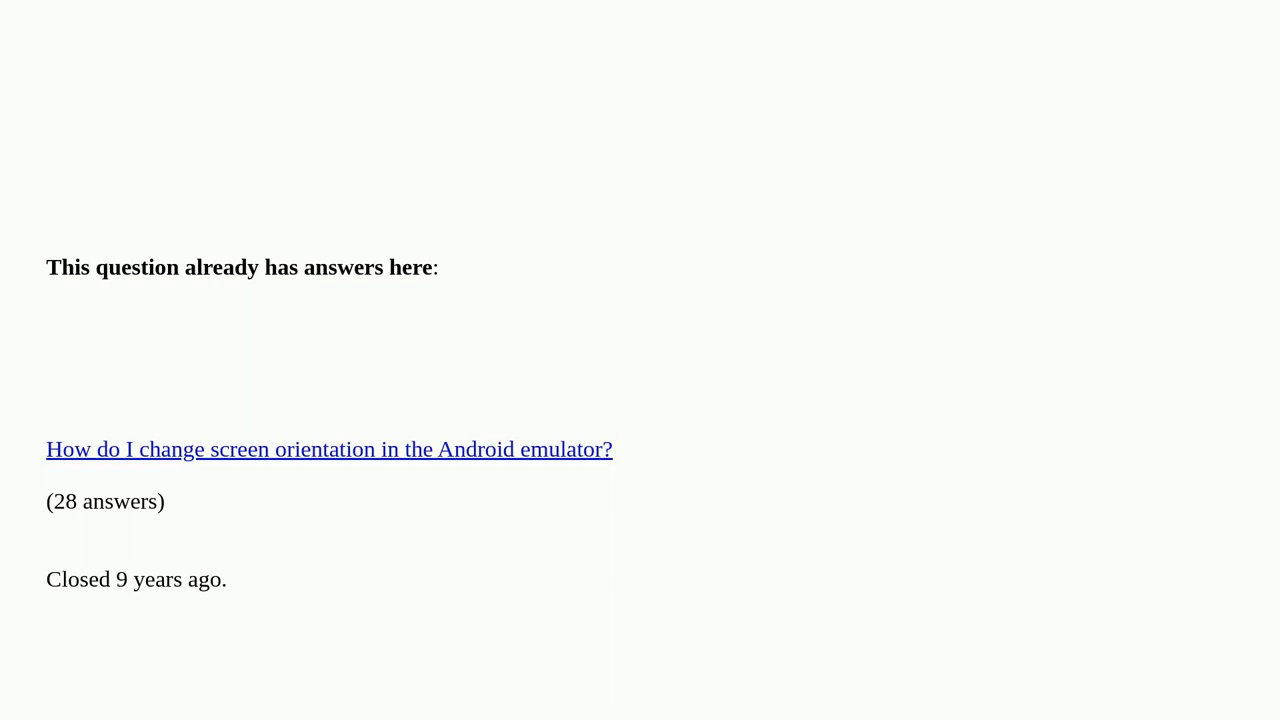 This question already has answers here:
How do I change screen orientation in the Android emulator?
(28 answers)
Closed 9 years ago.